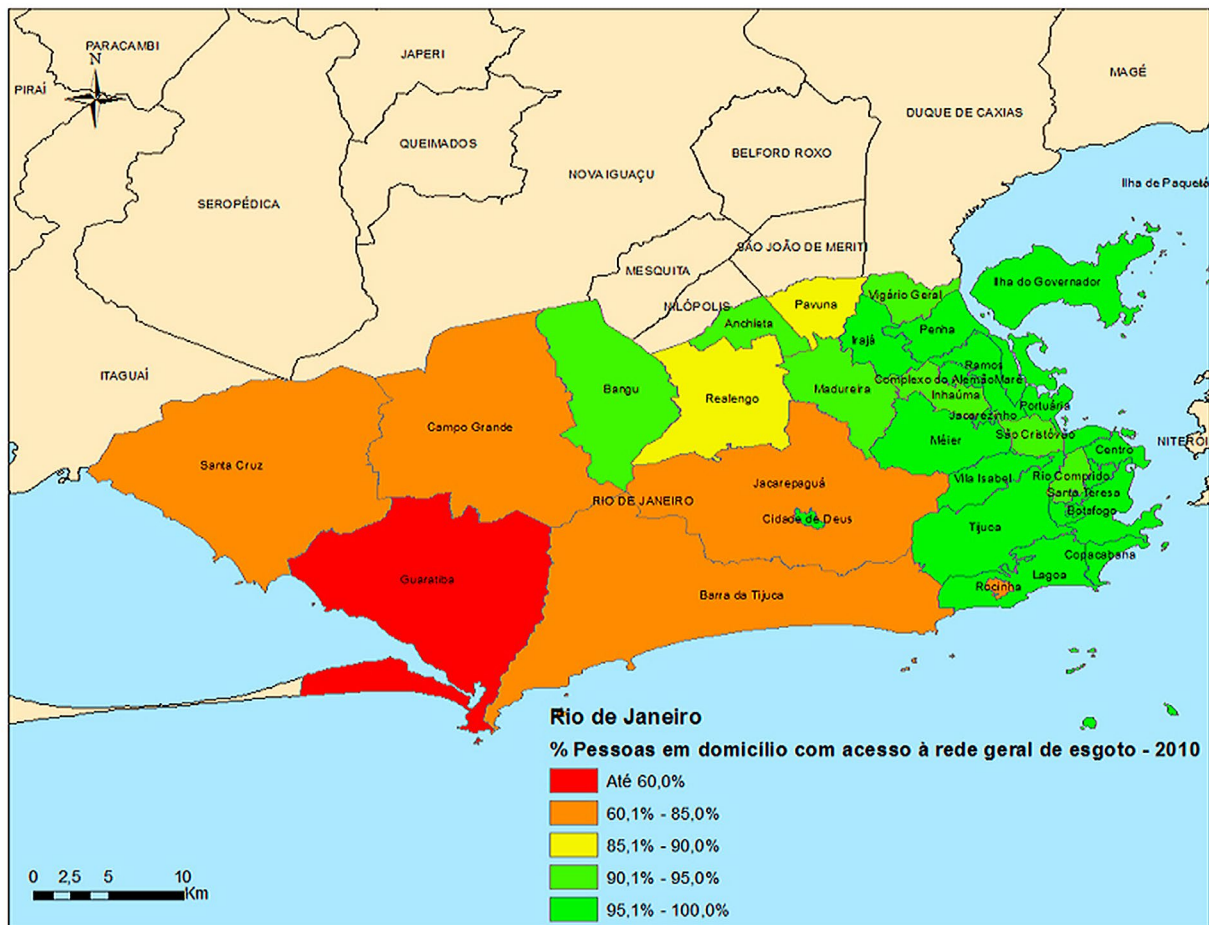 PARACAMBI
N
JAPERI
MAGÉ
PIRAÍ
DUQUE DE CAXIAS
QUEIMADOS
BELFORD ROXO
NOVA IGUAÇU
Ilha de Paquetá
SEROPÉDICA
SÃO JOÃO DE MERITI
MESQUITA
Ilha do Governador
NILÓPOLIS
Pavuna
Vigário Geral
Anchieta
Penha
Irajá
Ramos
ITAGUAÍ
Bangu
Madureira
Complexo do Alemão
Maré
Realengo
Inhaúma
Portuária
Jacarezinho
Campo Grande
São Cristóvão
Méier
NITERÓI
Centro
Santa Cruz
Jacarepaguá
Vila Isabel
Rio Comprido
RIO DE JANEIRO
Santa Teresa
Botafogo
Cidade de Deus
Tijuca
Copacabana
Guaratiba
Lagoa
Rocinha
Barra da Tijuca
Rio de Janeiro
% Pessoas em domicílio com acesso à rede geral de esgoto - 2010
Até 60,0%
60,1% - 85,0%
85,1% - 90,0%
90,1% - 95,0%
95,1% - 100,0%
0 2,5 5 10
Km